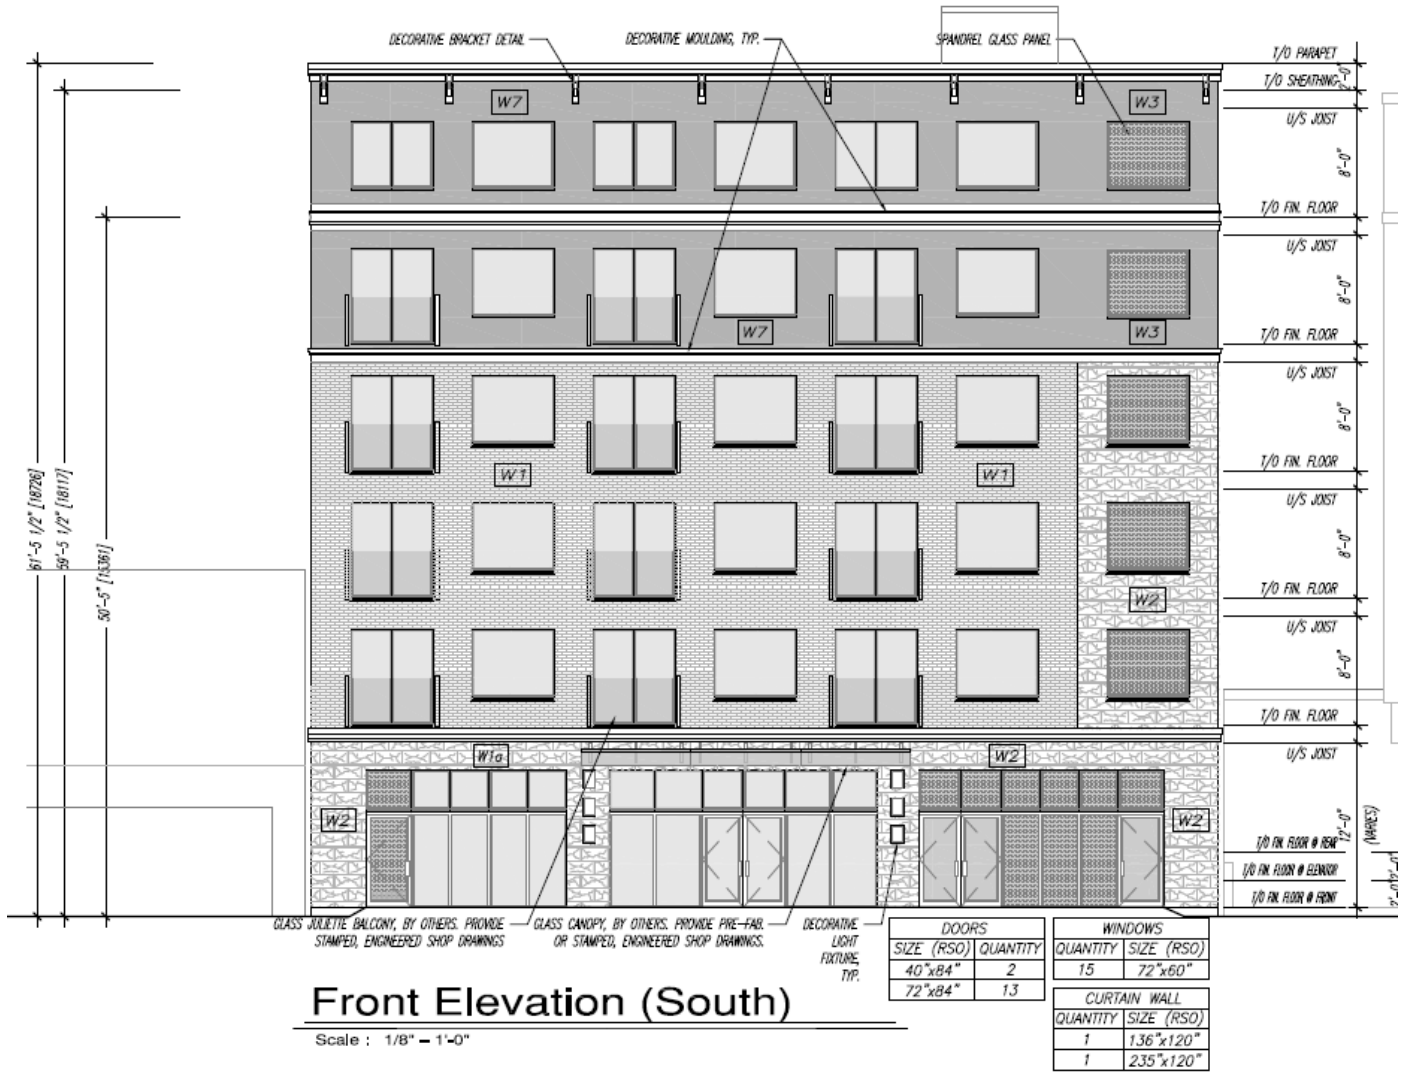 DECORATIVE BRACKET DETAIL
DECORATIVE MOULDING, TYP.
SPANDREL GLASS PANEL
T/O PARAPET
2'-0"
T/O SHEATHING
W7
W3
U/S JOIST
8'-0"
T/O FIN. FLOOR
U/S JOIST
8'-0"
W7
W3
T/O FIN. FLOOR
U/S JOIST
8'-0"
W1
W1
T/O FIN. FLOOR
61'-5 1/2" [18726]
59'-5 1/2" [18117]
50'-5" [15361]
U/S JOIST
8'-0"
T/O FIN. FLOOR
W2
U/S JOIST
8'-0"
T/O FIN. FLOOR
W1a
W2
U/S JOIST
W2
W2
12'-0"
(VARIES)
T/O FIN. FLOOR @ REAR
T/O FIN. FLOOR @ ELEVATOR
T/O FIN. FLOOR @ FRONT
2'-0"
GLASS JULIETTE BALCONY, BY OTHERS. PROVIDE
STAMPED, ENGINEERED SHOP DRAWINGS
GLASS CANOPY, BY OTHERS. PROVIDE PRE-FAB.
OR STAMPED, ENGINEERED SHOP DRAWINGS.
DECORATIVE
LIGHT
FIXTURE,
TYP.
DOORS
SIZE (RSO) QUANTITY
40"x84" 2
72"x84" 13
WINDOWS
QUANTITY SIZE (RSO)
15 72"x60"
CURTAIN WALL
QUANTITY SIZE (RSO)
1 136"x120"
1 235"x120"
Front Elevation (South)
Scale : 1/8" – 1'-0"